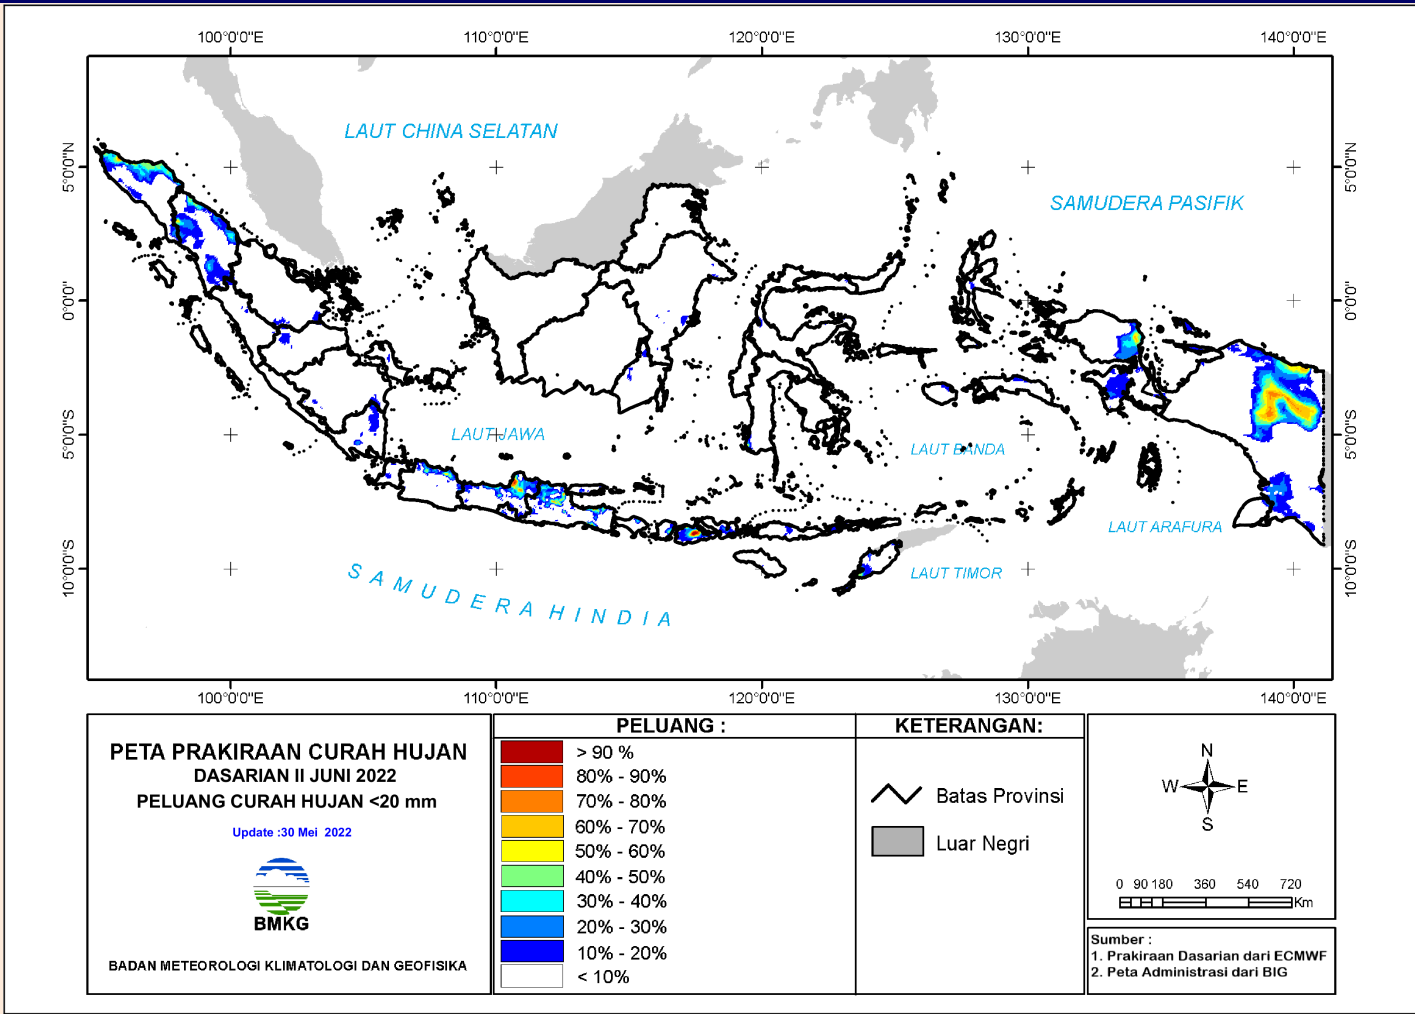 100°0'0"E 110°0'0"E 120°0'0"E 130°0'0"E 140°0'0"E
5°0'0"N
0°0'0"
5°0'0"S
10°0'0"S
LAUT CHINA SELATAN
SAMUDERA PASIFIK
LAUT JAWA
LAUT BANDA
LAUT ARAFURA
LAUT TIMOR
SAMUDERA HINDIA
5°0'0"N
0°0'0"
5°0'0"S
10°0'0"S
100°0'0"E 110°0'0"E 120°0'0"E 130°0'0"E 140°0'0"E
PETA PRAKIRAAN CURAH HUJAN
DASARIAN II JUNI 2022
PELUANG CURAH HUJAN <20 mm
Update :30 Mei 2022
BMKG
BADAN METEOROLOGI KLIMATOLOGI DAN GEOFISIKA
PELUANG :
> 90 %
80% - 90%
70% - 80%
60% - 70%
50% - 60%
40% - 50%
30% - 40%
20% - 30%
10% - 20%
< 10%
KETERANGAN:
Batas Provinsi
Luar Negri
N
W E
S
0 90 180 360 540 720
Km
Sumber :
1. Prakiraan Dasarian dari ECMWF
2. Peta Administrasi dari BIG